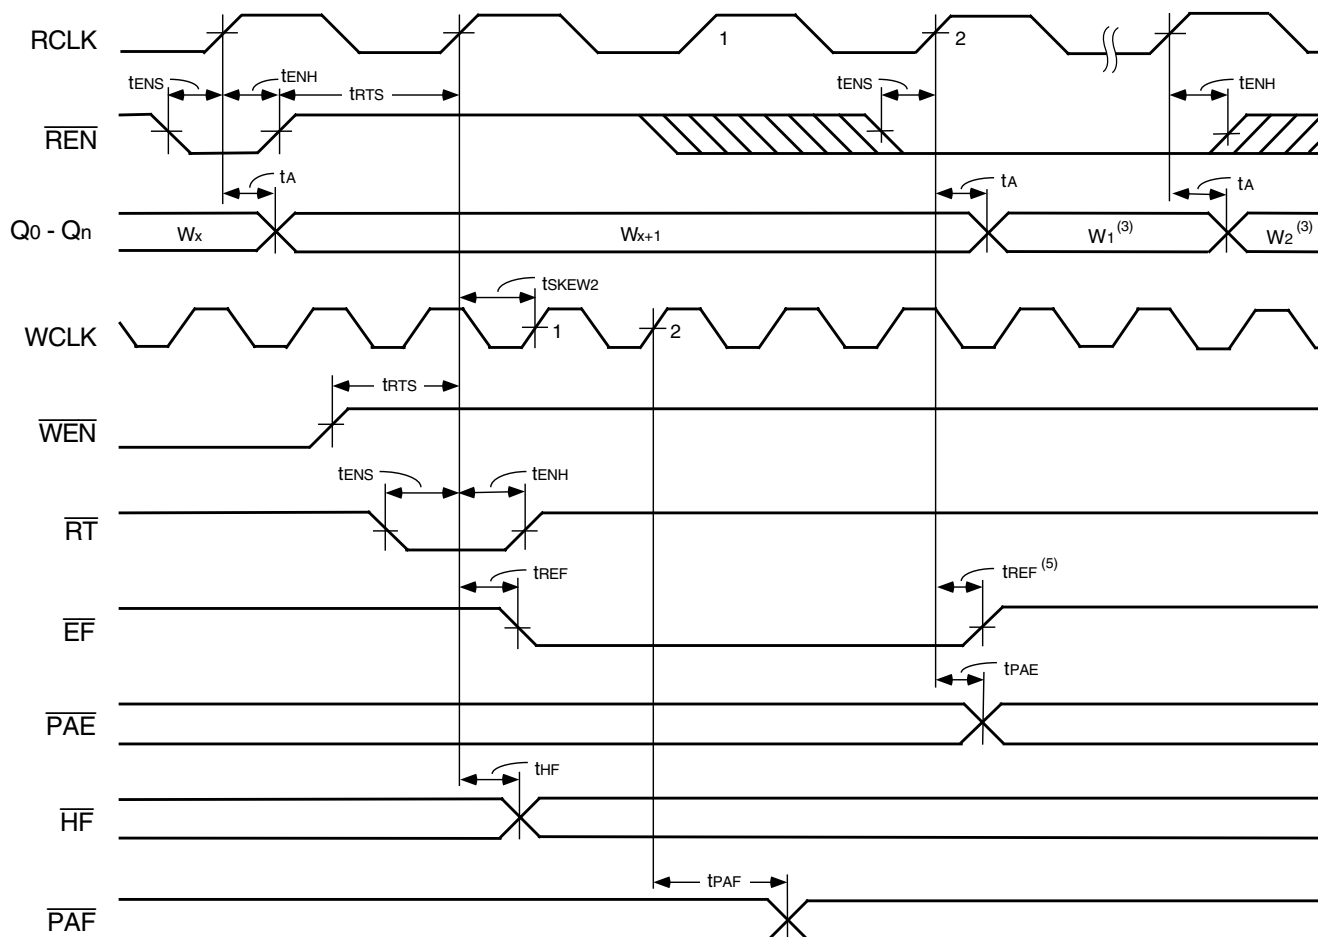 RCLK
1
2
tENS
tENH
tRTS
tENS
tENH
REN
tA
tA
tA
Q0 - Qn
Wx
Wx+1
W1(3)
W2(3)
tSKEW2
WCLK
1
2
tRTS
WEN
tENS
tENH
RT
tREF
tREF(5)
EF
tPAE
PAE
tHF
HF
tPAF
PAF